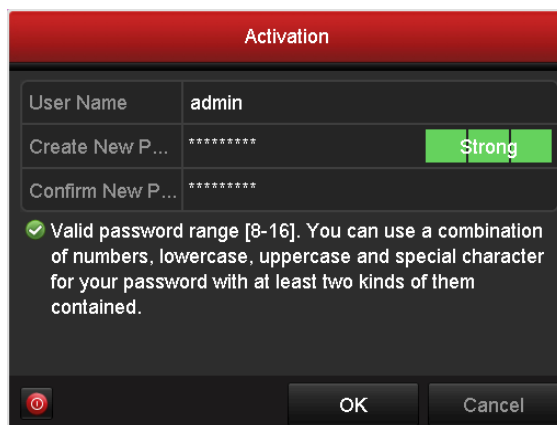 Activation
User Name admin
Create New P... ********* Strong
Confirm New P... *********
Valid password range [8-16]. You can use a combination
of numbers, lowercase, uppercase and special character
for your password with at least two kinds of them
contained.
OK Cancel